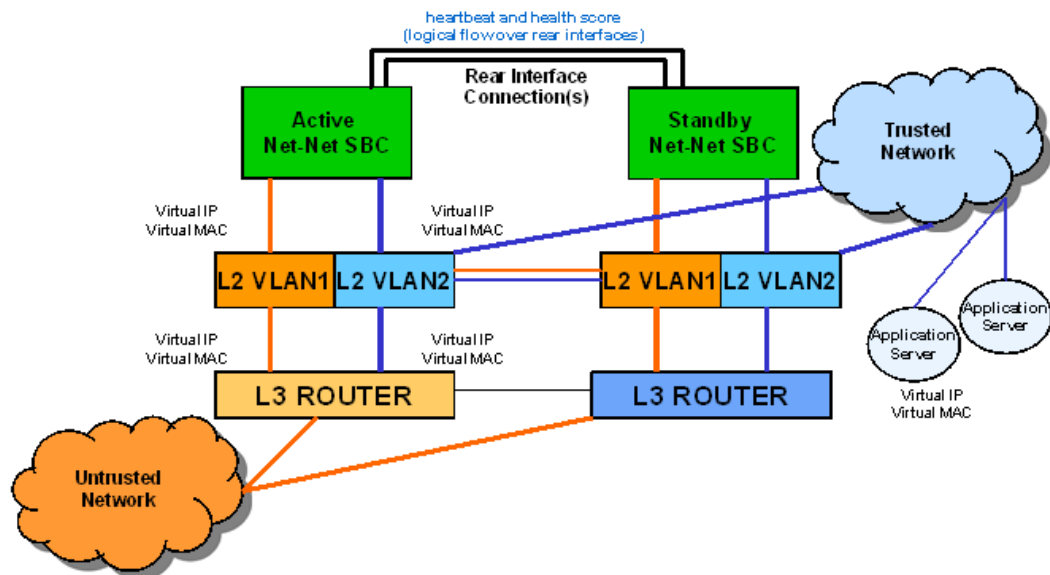 heartbeat and health score
(logical flowover rear interfaces)
Rear Interface
Connection(s)
Active
Net-Net SBC
Standby
Net-Net SBC
Trusted
Network
Virtual IP
Virtual MAC
Virtual IP
Virtual MAC
L2 VLAN1
L2 VLAN2
L2 VLAN1
L2 VLAN2
Application
Server
Application
Server
Virtual IP
Virtual MAC
Virtual IP
Virtual MAC
Virtual IP
Virtual MAC
L3 ROUTER
L3 ROUTER
Untrusted
Network